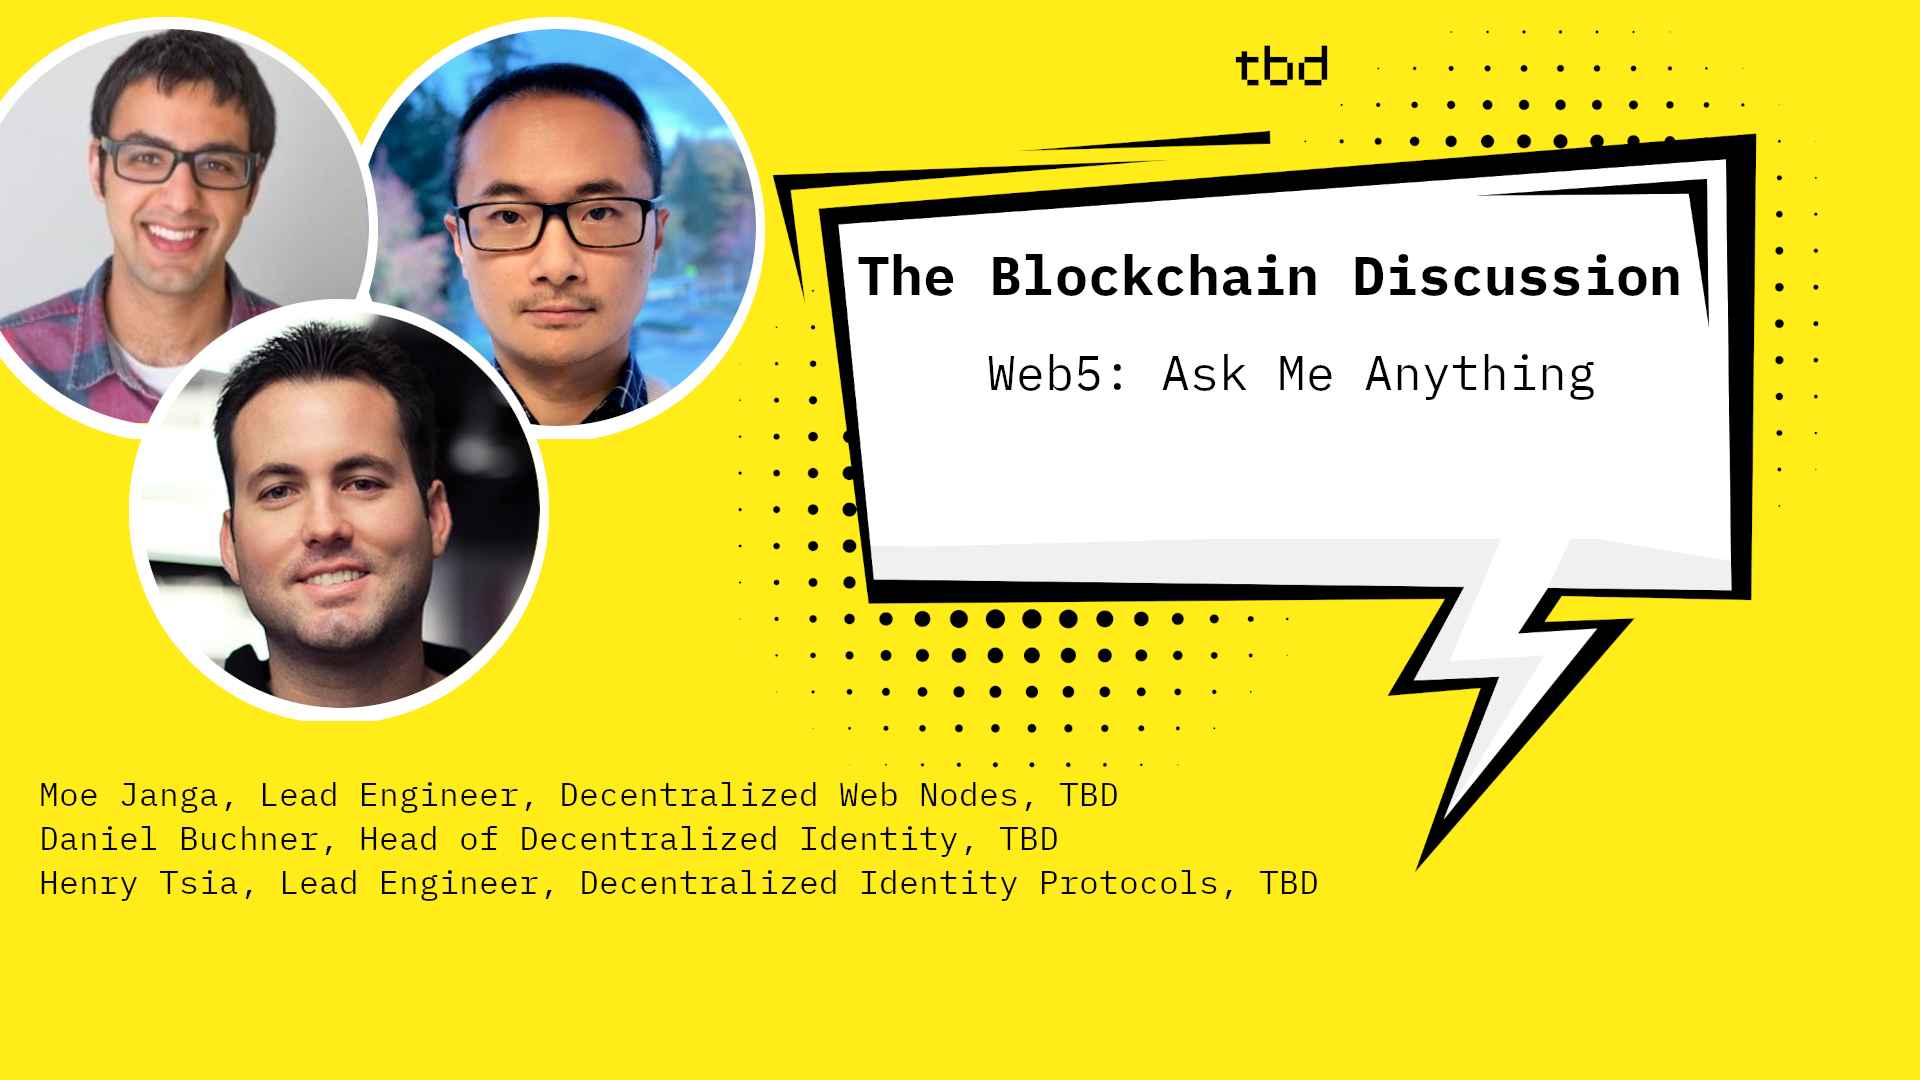 tbd
The Blockchain Discussion
Web5: Ask Me Anything
Moe Janga, Lead Engineer, Decentralized Web Nodes, TBD
Daniel Buchner, Head of Decentralized Identity, TBD
Henry Tsia, Lead Engineer, Decentralized Identity Protocols, TBD